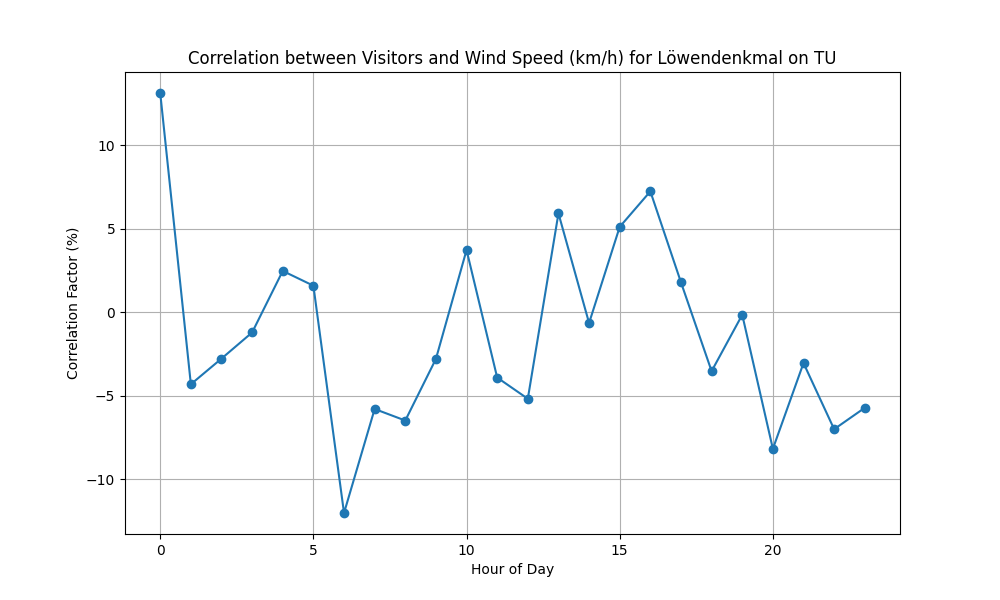 Correlation between Visitors and Wind Speed (km/h) for Löwendenkmal on TU
Correlation Factor (%)
10
5
0
−5
−10
0 5 10 15 20
Hour of Day